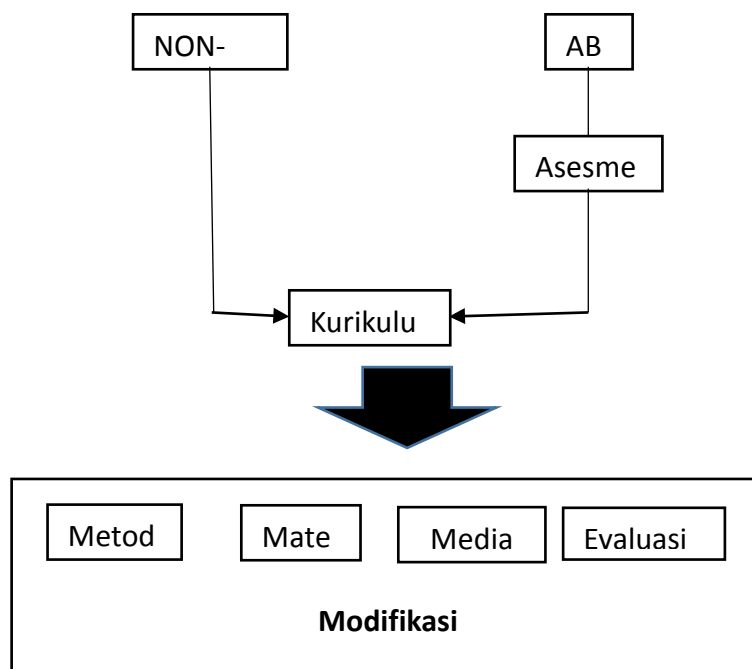 NON-
AB
Asesme
Kurikulu
Metod
Mate
Media
Evaluasi
Modifikasi